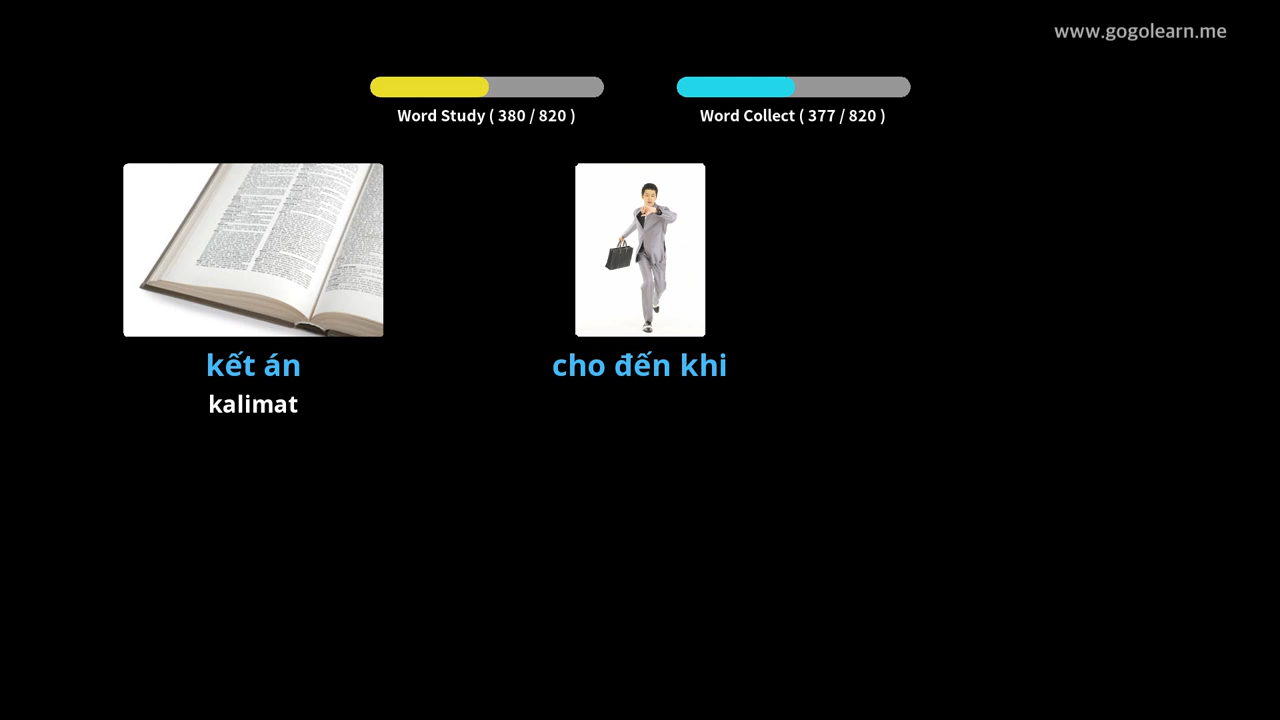 www.gogolearn.me
Word Study ( 380 / 820 )
Word Collect ( 377 / 820 )
kết án
kalimat
cho đến khi